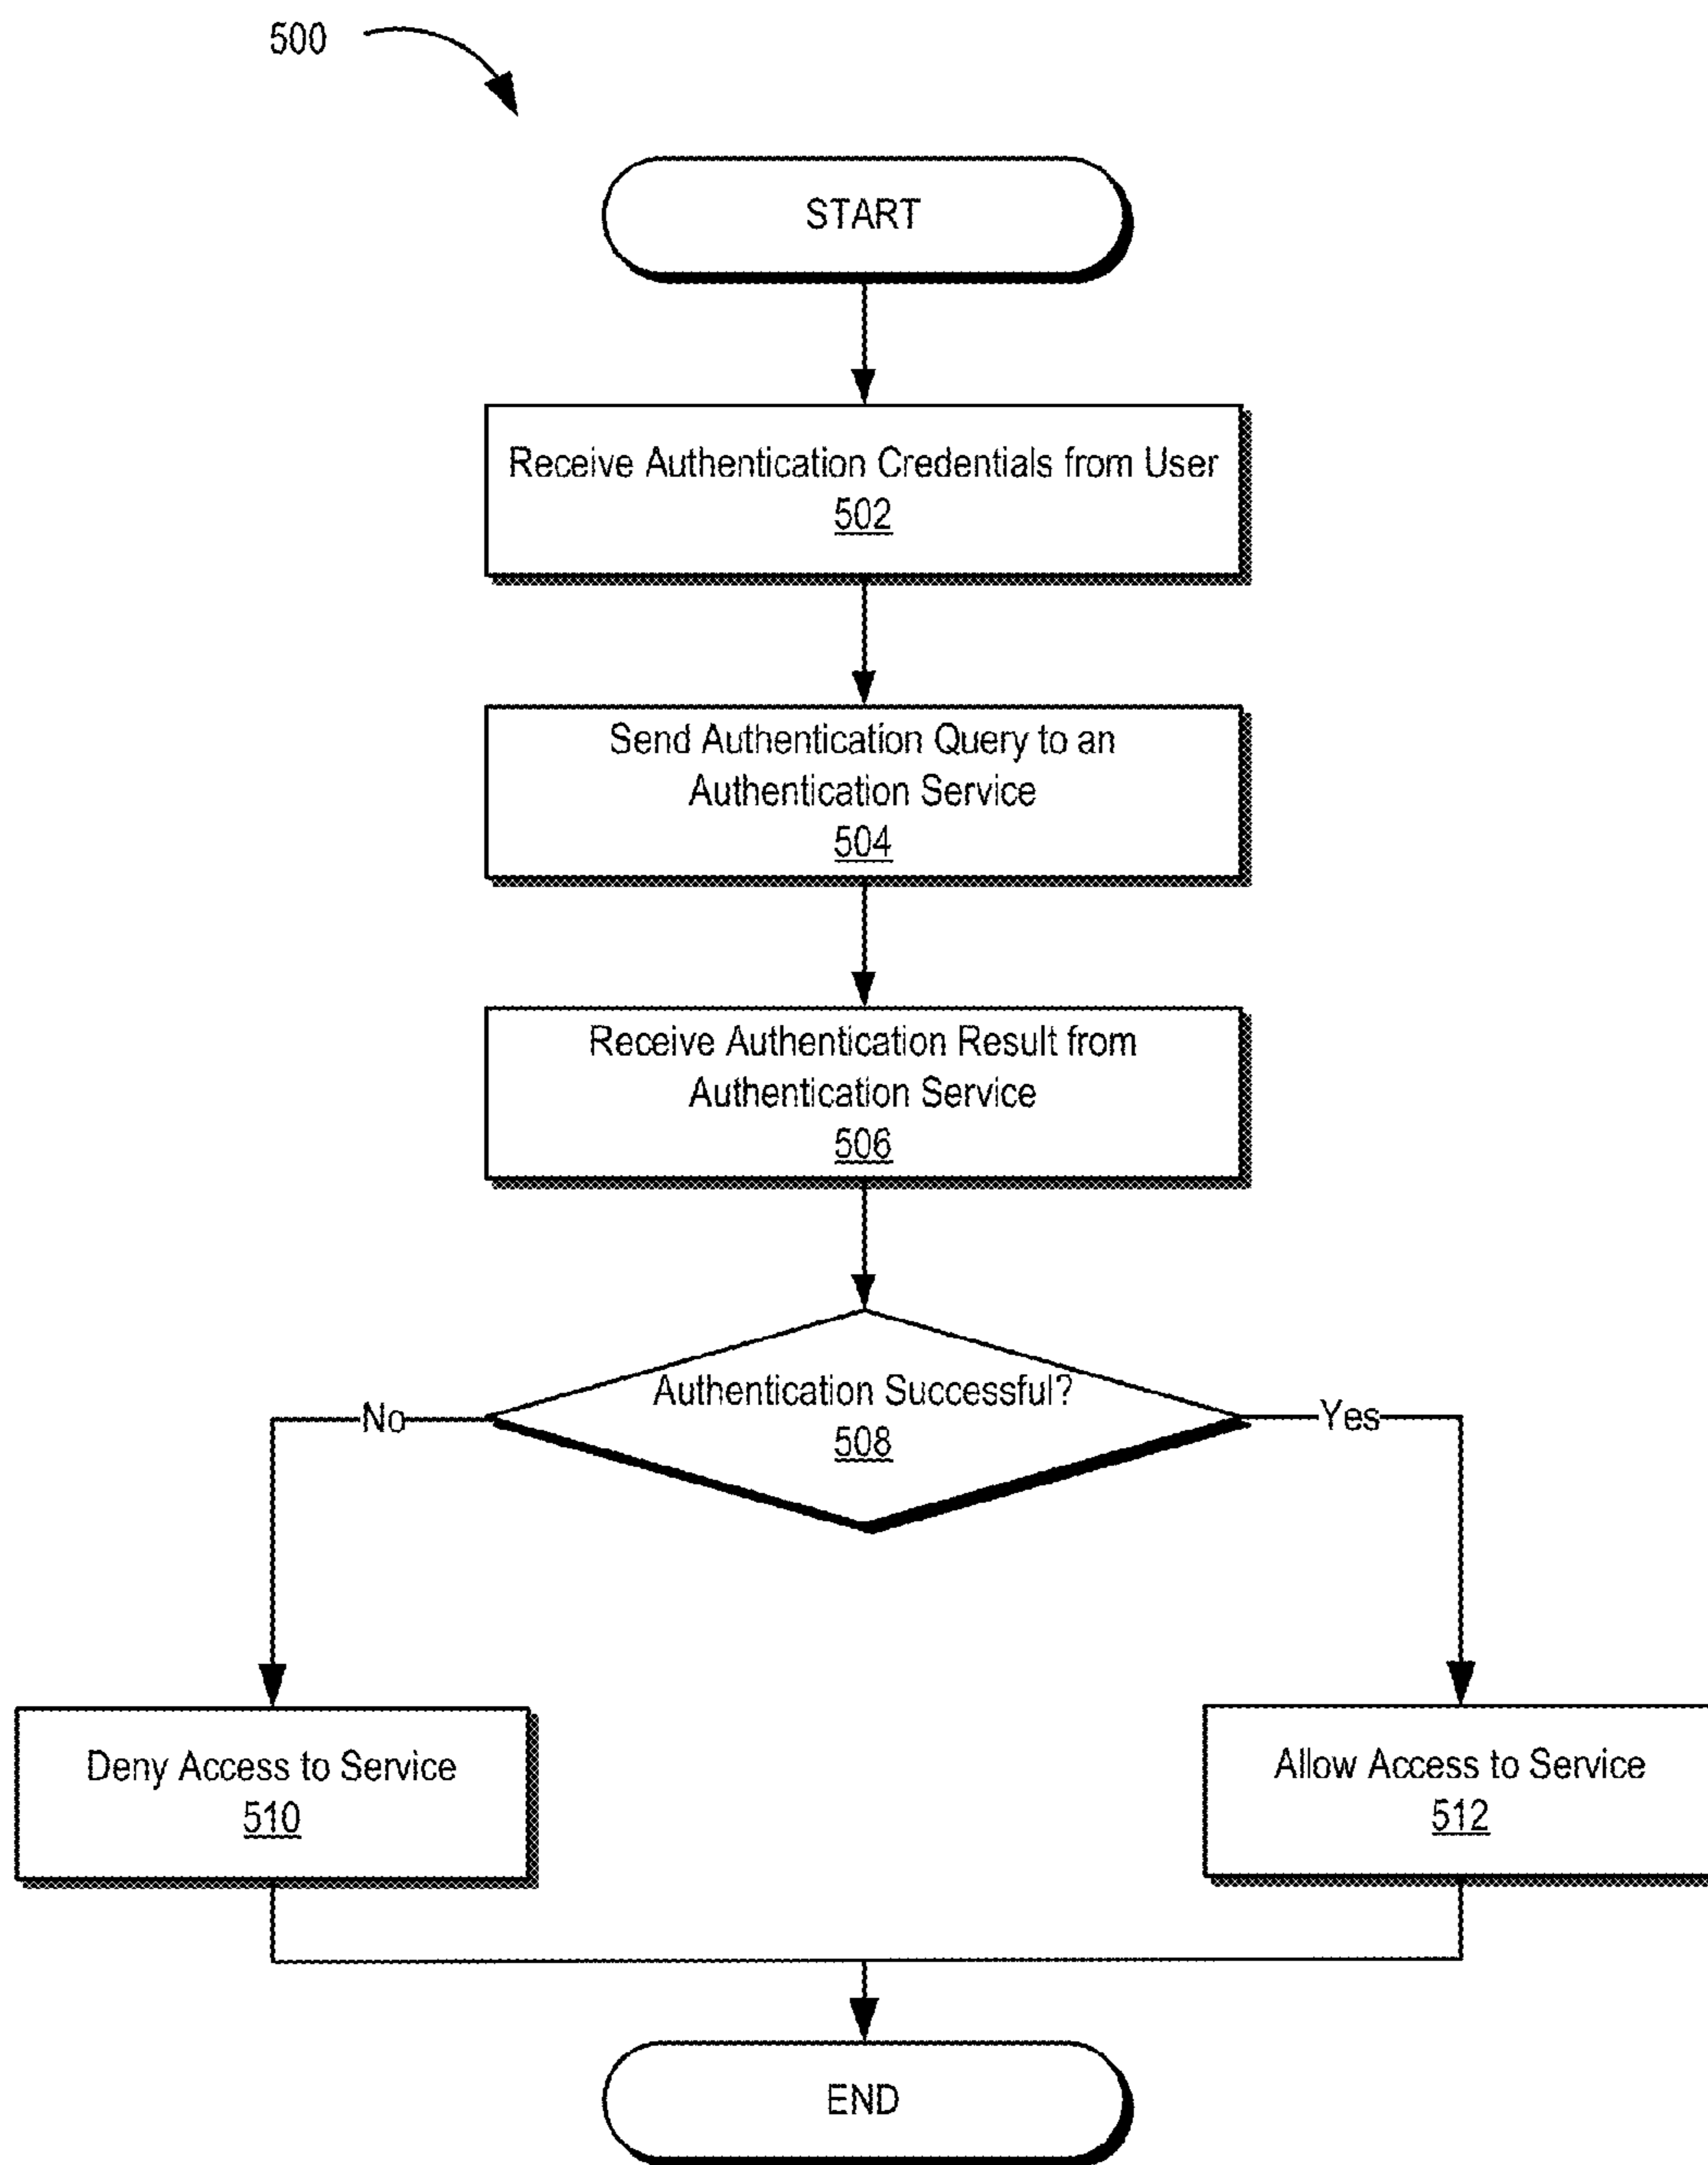 500
START
Receive Authentication Credentials from User
502
Send Authentication Query to an
Authentication Service
504
Receive Authentication Result from
Authentication Service
506
Authentication Successful?
508
No
Yes
Deny Access to Service
510
Allow Access to Service
512
END